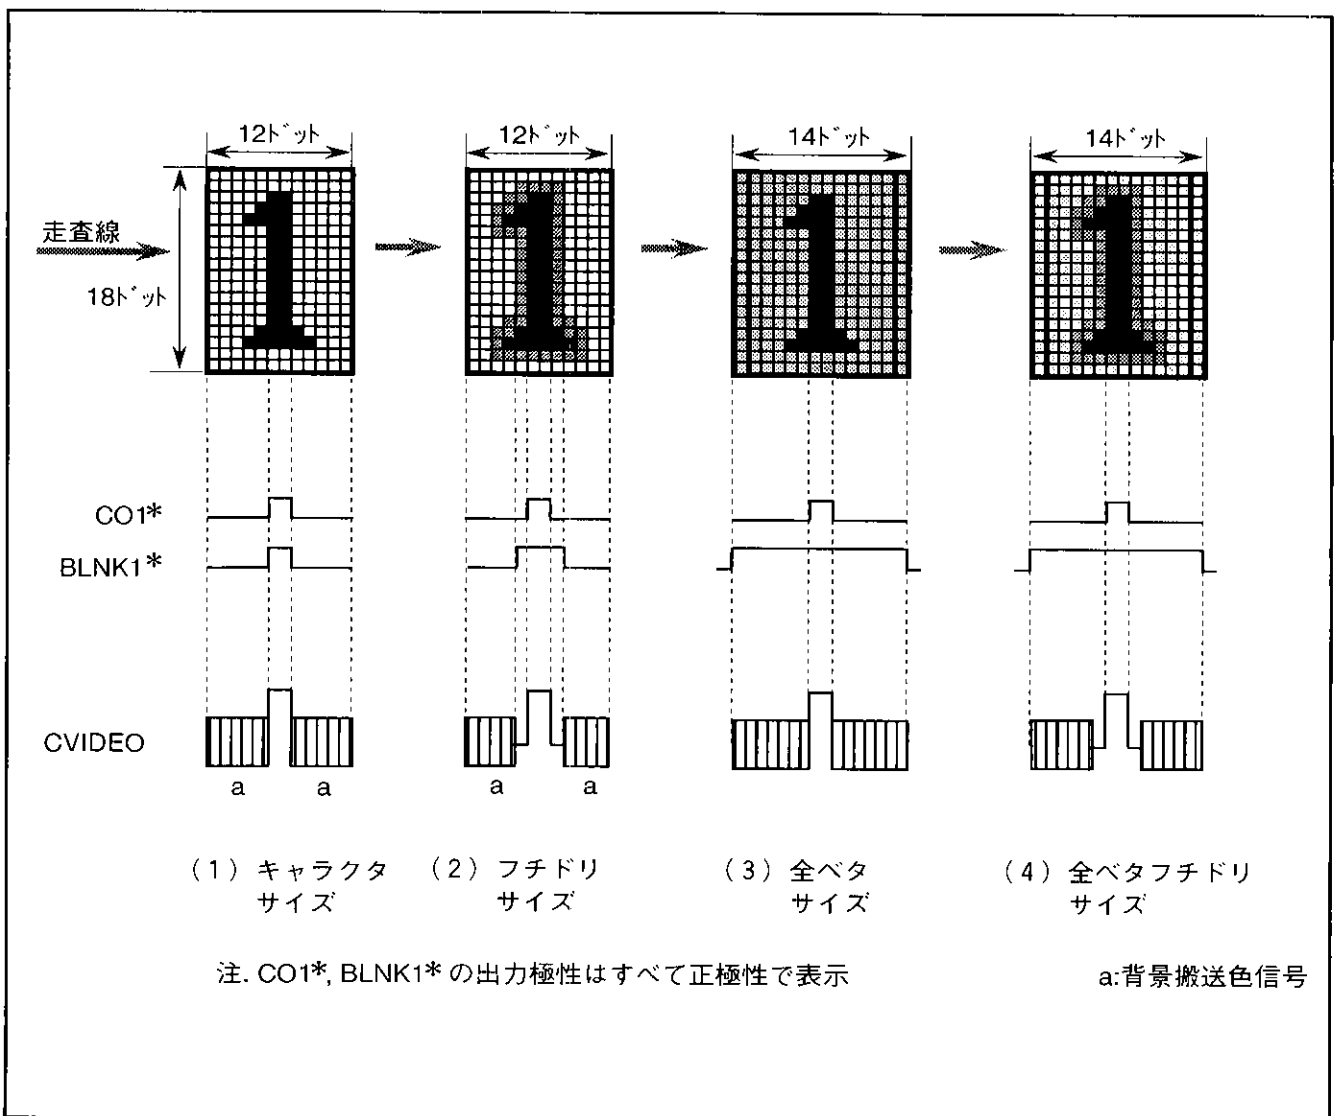 12ドット 12ドット 14ドット 14ドット
走査線
18ドット
CO1*
BLNK1*
CVIDEO
a a a a
(1) キャラクタ (2) フチドリ (3) 全ベタ (4) 全ベタフチドリ
サイズ サイズ サイズ サイズ
注. CO1*, BLNK1* の出力極性はすべて正極性で表示 a:背景搬送色信号